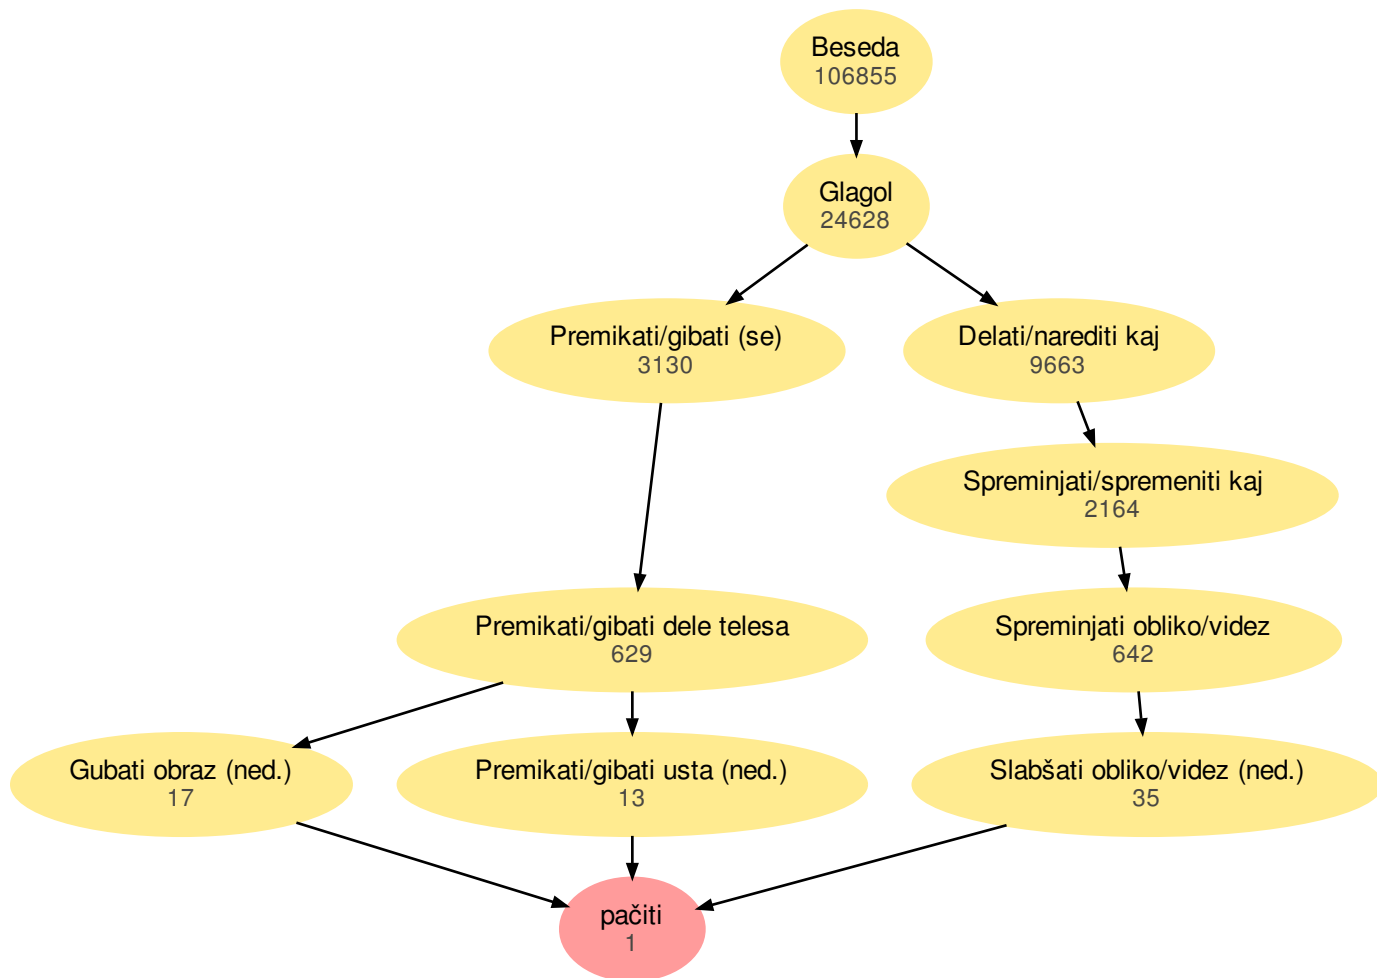 Beseda
106855
Glagol
24628
Premikati/gibati (se)
3130
Delati/narediti kaj
9663
Spreminjati/spremeniti kaj
2164
Premikati/gibati dele telesa
629
Spreminjati obliko/videz
642
Gubati obraz (ned.)
17
Premikati/gibati usta (ned.)
13
Slabšati obliko/videz (ned.)
35
pačiti
1